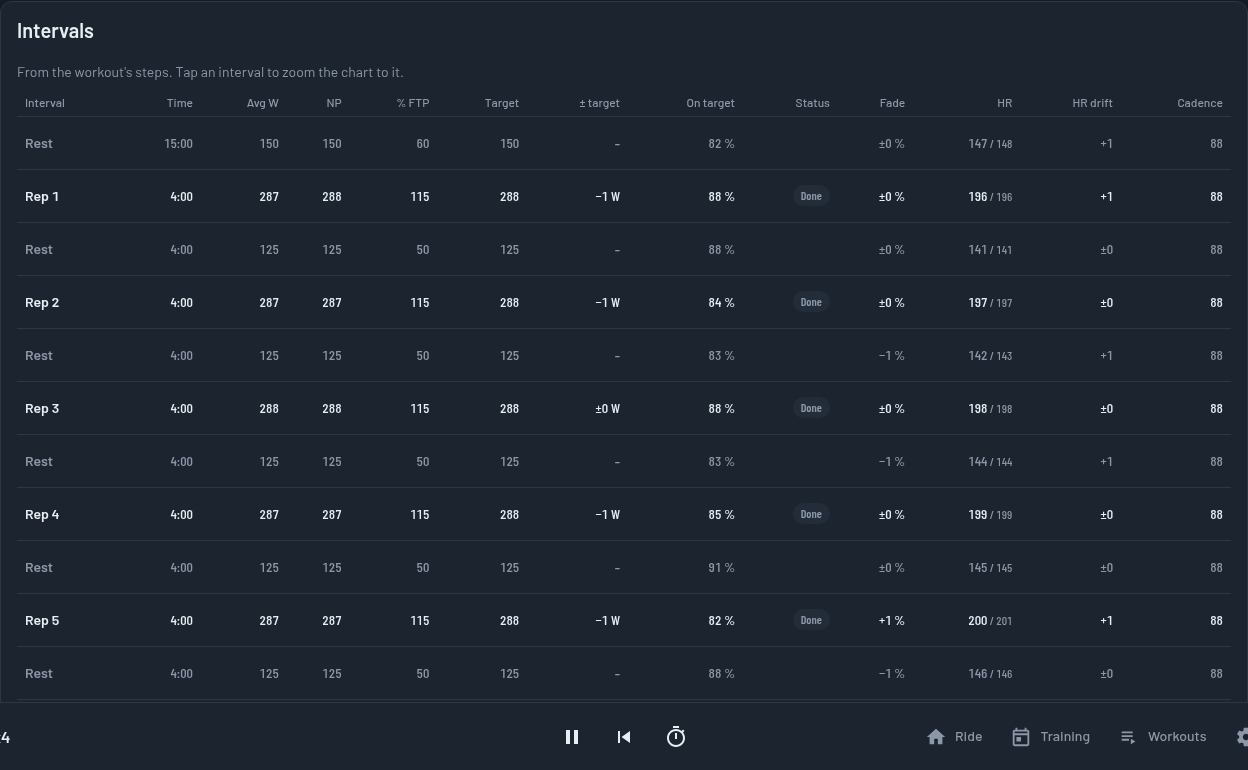 Intervals
From the workout's steps. Tap an interval to zoom the chart to it.
Interval Time Avg W NP % FTP Target ± target On target Status Fade HR HR drift Cadence
Rest 15:00 150 150 60 150 – 82 % ±0 % 147 / 148 +1 88
Rep 1 4:00 287 288 115 288 −1 W 88 % Done ±0 % 196 / 196 +1 88
Rest 4:00 125 125 50 125 – 88 % ±0 % 141 / 141 ±0 88
Rep 2 4:00 287 287 115 288 −1 W 84 % Done ±0 % 197 / 197 ±0 88
Rest 4:00 125 125 50 125 – 83 % −1 % 142 / 143 +1 88
Rep 3 4:00 288 288 115 288 ±0 W 88 % Done ±0 % 198 / 198 ±0 88
Rest 4:00 125 125 50 125 – 83 % −1 % 144 / 144 +1 88
Rep 4 4:00 287 287 115 288 −1 W 85 % Done ±0 % 199 / 199 ±0 88
Rest 4:00 125 125 50 125 – 91 % ±0 % 145 / 145 ±0 88
Rep 5 4:00 287 287 115 288 −1 W 82 % Done +1 % 200 / 201 +1 88
Rest 4:00 125 125 50 125 – 88 % −1 % 146 / 146 ±0 88
Ride Training Workouts